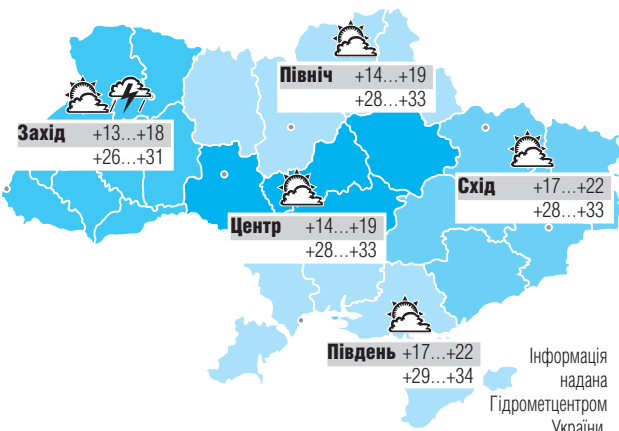 Північ +14...+19
+28...+33
Захід +13...+18
+26...+31
Схід +17...+22
+28...+33
Центр +14...+19
+28...+33
Південь +17...+22
+29...+34
Інформація
надана
Гідрометцентром
України.